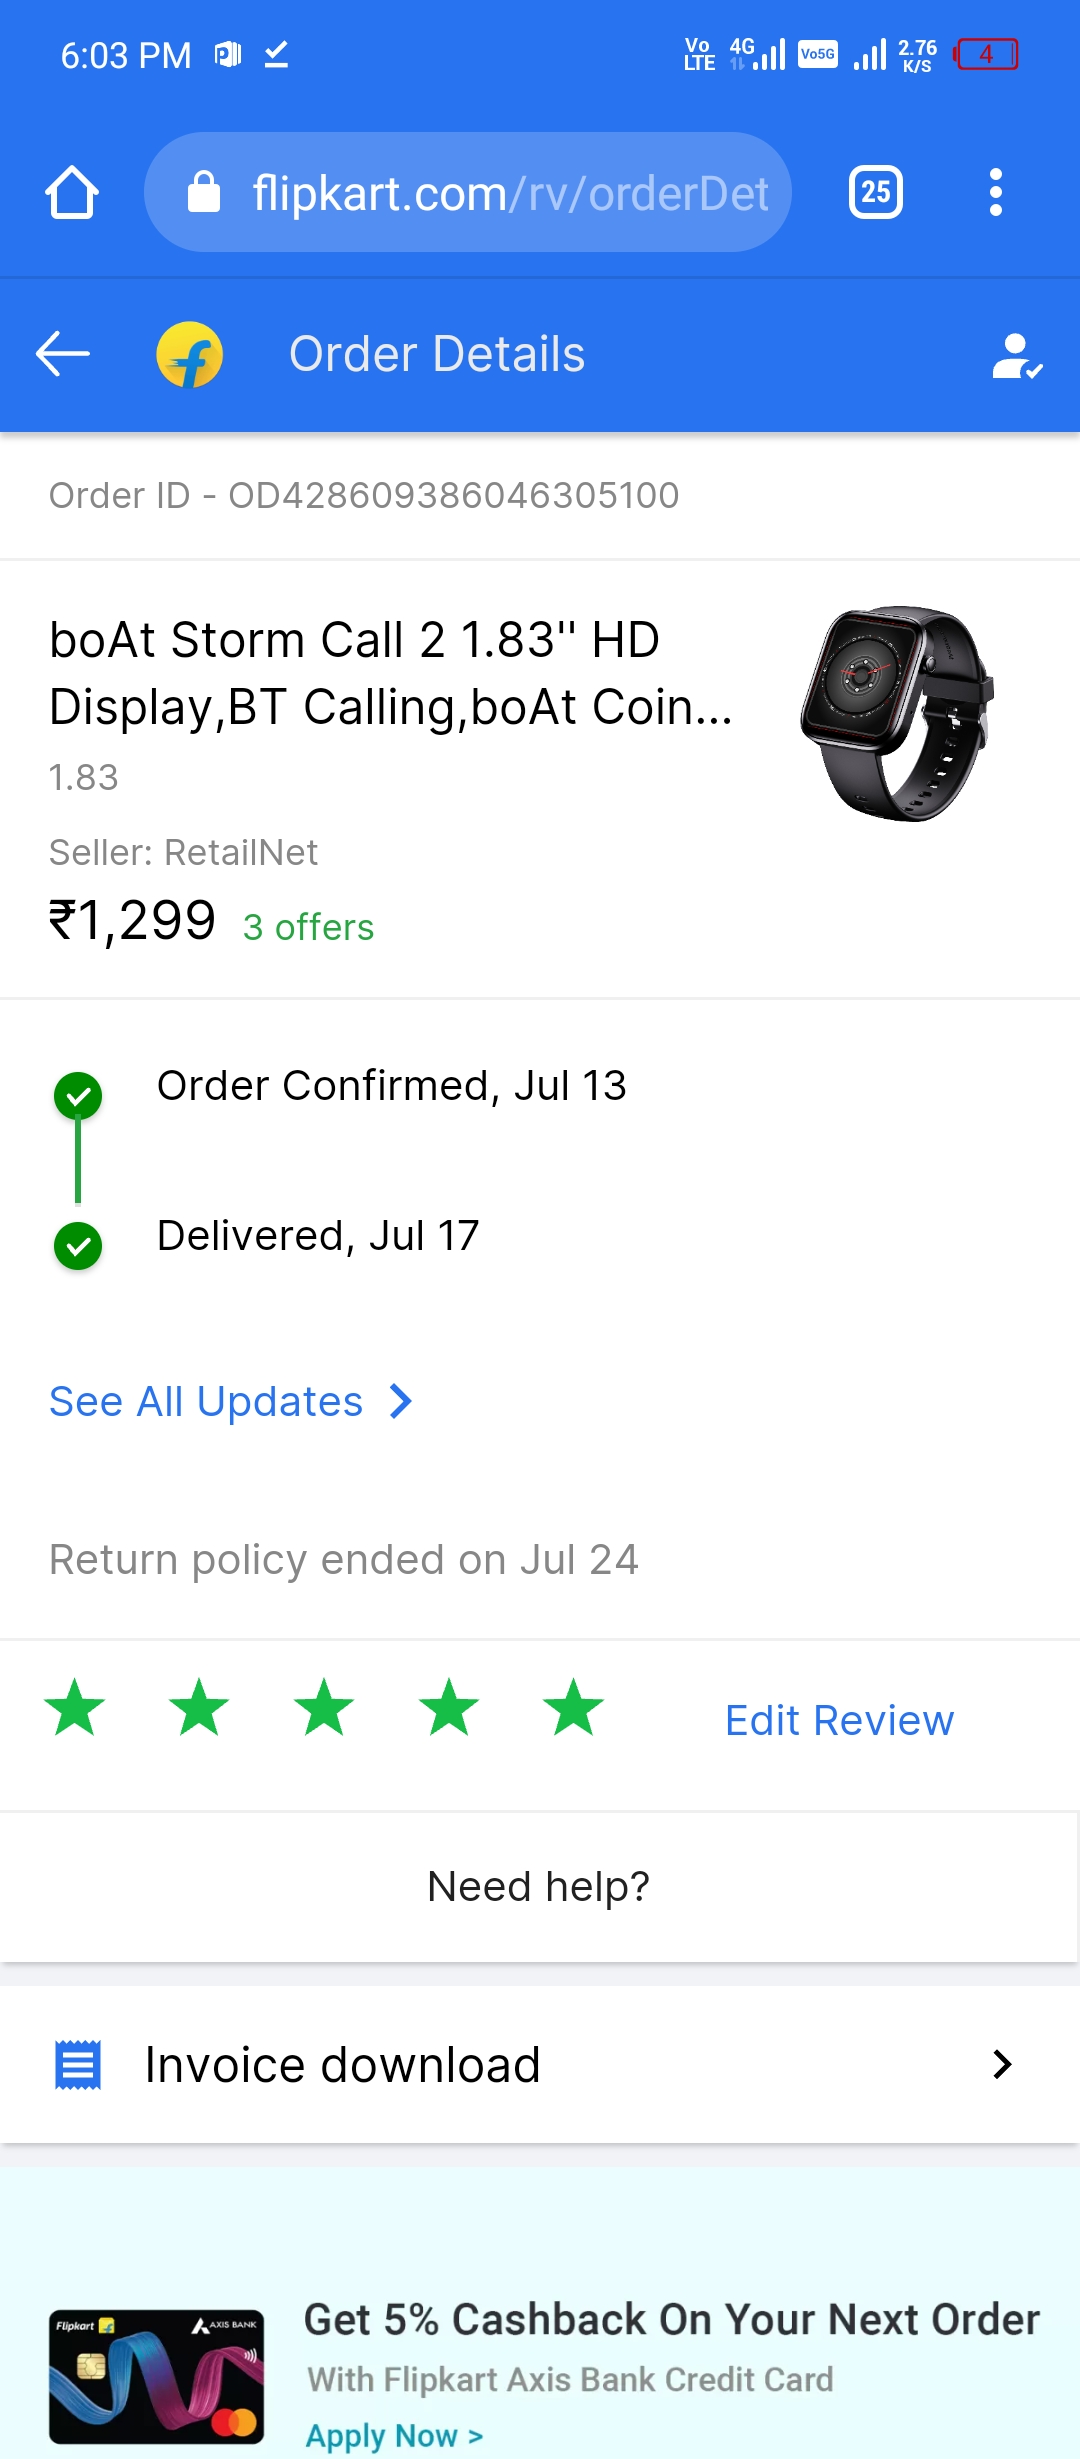 6:03 PM
Vo LTE 4G Vo5G 2.76 K/S 4
flipkart.com/rv/orderDet
25
Order Details
Order ID - OD428609386046305100
boAt Storm Call 2 1.83" HD
Display,BT Calling,boAt Coin...
1.83
Seller: RetailNet
₹1,299 3 offers
Order Confirmed, Jul 13
Delivered, Jul 17
See All Updates
Return policy ended on Jul 24
Edit Review
Need help?
Invoice download
Flipkart AXIS BANK
Get 5% Cashback On Your Next Order
With Flipkart Axis Bank Credit Card
Apply Now >